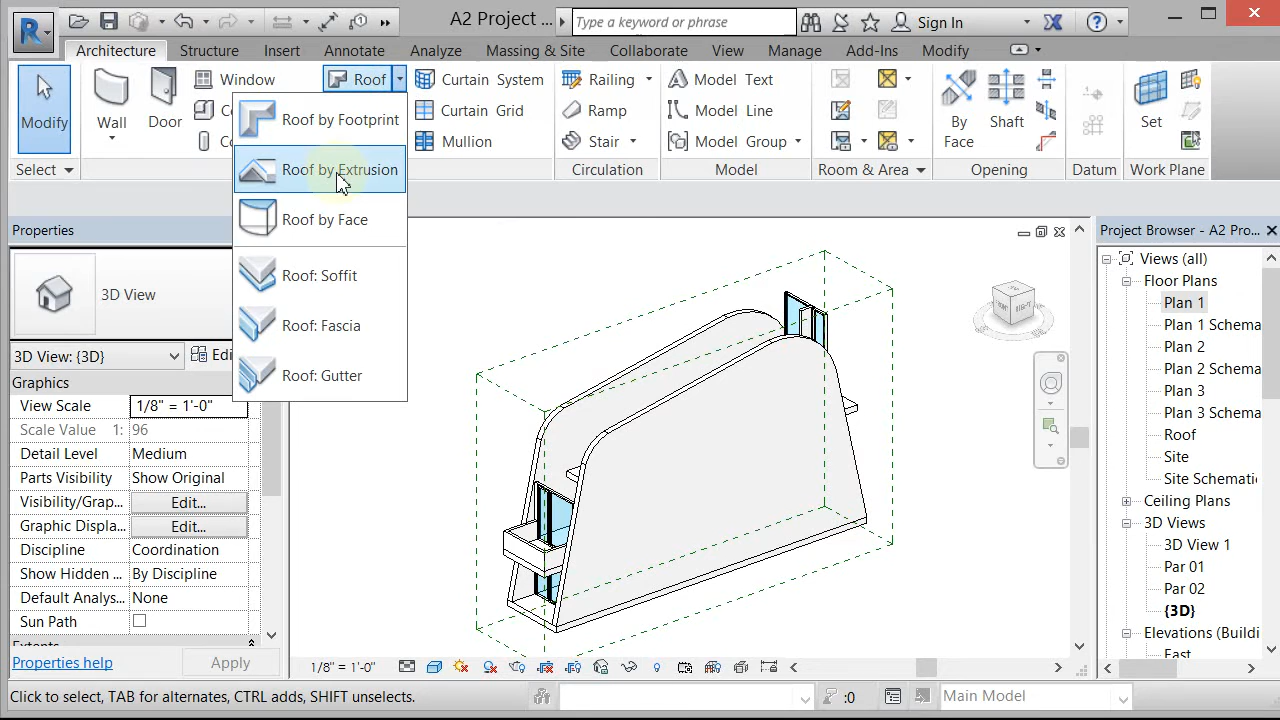 A2 Project ...
Type a keyword or phrase
Sign In
Architecture
Structure
Insert
Annotate
Analyze
Massing & Site
Collaborate
View
Manage
Add-Ins
Modify
Modify
Wall
Door
Window
Roof
Curtain System
Curtain Grid
Mullion
Railing
Ramp
Stair
Model Text
Model Line
Model Group
By
Face
Shaft
Set
Select
Circulation
Model
Room & Area
Opening
Datum
Work Plane
Roof by Footprint
Roof by Extrusion
Roof by Face
Roof: Soffit
Roof: Fascia
Roof: Gutter
Properties
3D View
3D View: {3D}
Edi
Graphics
View Scale
1/8" = 1'-0"
Scale Value 1:
96
Detail Level
Medium
Parts Visibility
Show Original
Visibility/Grap...
Edit...
Graphic Displa...
Edit...
Discipline
Coordination
Show Hidden ...
By Discipline
Default Analys...
None
Sun Path
Properties help
Apply
1/8" = 1'-0"
Project Browser - A2 Pro...
Views (all)
Floor Plans
Plan 1
Plan 1 Schema
Plan 2
Plan 2 Schema
Plan 3
Plan 3 Schema
Roof
Site
Site Schemati
Ceiling Plans
3D Views
3D View 1
Par 01
Par 02
{3D}
Elevations (Buildi
East
Click to select, TAB for alternates, CTRL adds, SHIFT unselects.
:0
Main Model